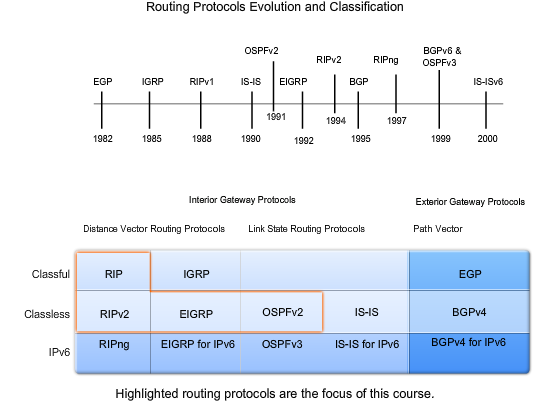 Routing Protocols Evolution and Classification
BGPv6 &
OSPFv2 RIPv2 RIPng OSPFv3
EGP IGRP RIPv1 IS-IS EIGRP BGP IS-ISv6
1991 1994 1997
1982 1985 1988 1990 1992 1995 1999 2000
Interior Gateway Protocols Exterior Gateway Protocols
Distance Vector Routing Protocols Link State Routing Protocols Path Vector
Classful RIP IGRP EGP
Classless RIPv2 EIGRP OSPFv2 IS-IS BGPv4
IPv6 RIPng EIGRP for IPv6 OSPFv3 IS-IS for IPv6 BGPv4 for IPv6
Highlighted routing protocols are the focus of this course.